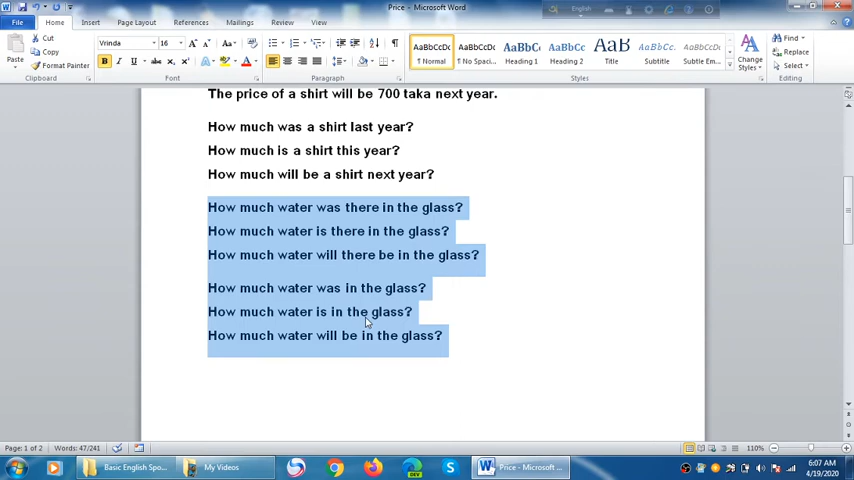 Price - Microsoft Word
English
File Home Insert Page Layout References Mailings Review View
Cut
Copy
Format Painter
Paste
Clipboard
Vrinda 16
Font
Paragraph
AaBbCcDc AaBbCcDc AaBbC AaBbCc AaB AaBbCc. AaBbCcDc
¶ Normal ¶ No Spaci... Heading 1 Heading 2 Title Subtitle Subtle Em...
Change Styles
Styles
Find
Replace
Select
Editing
The price of a shirt will be 700 taka next year.
How much was a shirt last year?
How much is a shirt this year?
How much will be a shirt next year?
How much water was there in the glass?
How much water is there in the glass?
How much water will there be in the glass?
How much water was in the glass?
How much water is in the glass?
How much water will be in the glass?
Page: 1 of 2 Words: 47/241 110%
Basic English Spo... My Videos Price - Microsoft ... 6:07 AM
4/19/2020